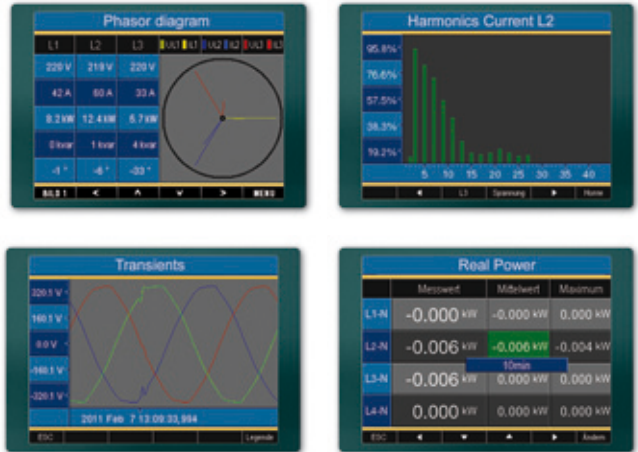 Phasor diagram
L1 L2 L3 UL1 IL1 UL2 IL2 UL3 IL3
220 V 219 V 220 V
42 A 60 A 33 A
8.2 kW 12.4 kW 5.7 kW
0 kvar 1 kvar 4 kvar
-1 ° -6 ° -33 °
BILD 1 < ^ v > MENU
Harmonics Current L2
95.8%
76.6%
57.5%
38.3%
19.2%
5 10 15 20 25 30 35 40
L3 Spannung Home
Transients
320.1 V
160.1 V
0.0 V
-160.1 V
-320.1 V
2011 Feb 7 13:09:33,994
ESC Legende
Real Power
Messwert Mittelwert Maximum
L1-N -0.000 kW -0.000 kW 0.000 kW
L2-N -0.006 kW -0.006 kW -0.004 kW
10min
L3-N -0.006 kW 0.000 kW
L4-N 0.000 kW 0.000 kW 0.000 kW
ESC Ändern